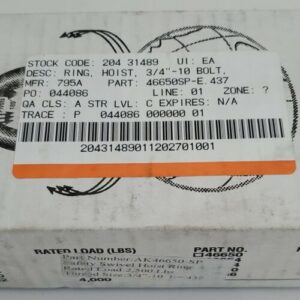 STOCK CODE: 204 31489 UI: EA
DESC: RING, HOIST, 3/4"-10 BOLT,
MFR: 795A PART: 46650SP-E.437
PO: 044086 LINE: 01 ZONE: ?
QA CLS: A STR LVL: C EXPIRES: N/A
TRACE: P 044086 000000 01
204314890112027010001
RATED LOAD (LBS) PART NO.
Part Number:AK46650-SP
46650
Safety Swivel Hoist Ring
Rated Load 2,500 Lbs
4,000